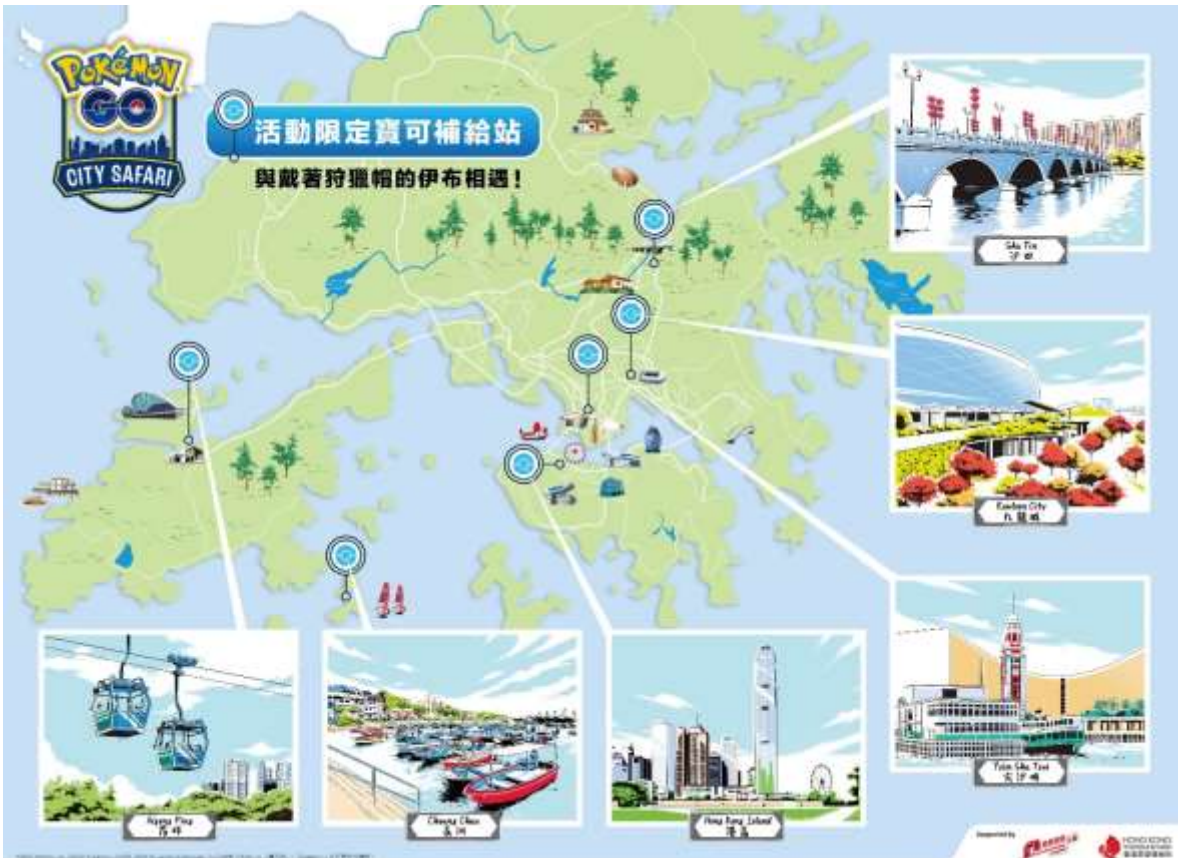 POKÉMON
GO
CITY SAFARI
活動限定寶可補給站
與戴著狩獵帽的伊布相遇！
Sha Tin
沙田
Kowloon City
九龍城
Tsim Sha Tsui
尖沙咀
Ngong Ping
昂坪
Cheung Chau
長洲
Hong Kong Island
港島
Supported by
HONG KONG